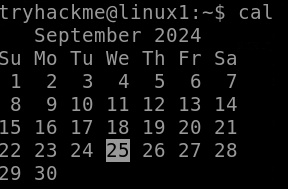 tryhackme@linux1:~$ cal
   September 2024
Su Mo Tu We Th Fr Sa
 1  2  3  4  5  6  7
 8  9 10 11 12 13 14
15 16 17 18 19 20 21
22 23 24 25 26 27 28
29 30